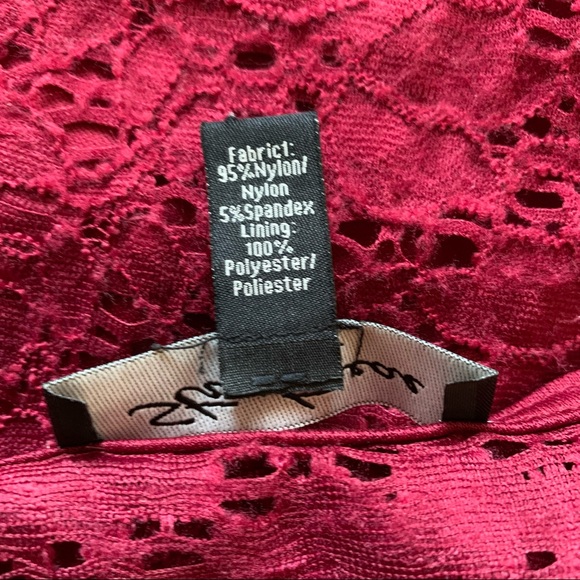 Fabric1:
95%Nylon/
Nylon
5%Spandex
Lining:
100%
Polyester/
Poliester